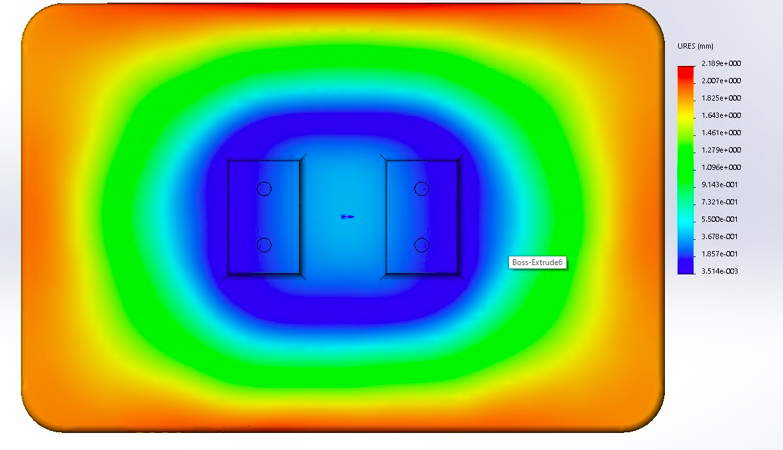 URES (mm)
2.189e+000
2.007e+000
1.825e+000
1.643e+000
1.461e+000
1.279e+000
1.096e+000
9.143e-001
7.321e-001
5.500e-001
3.678e-001
1.857e-001
3.514e-003
Boss-Extrude6